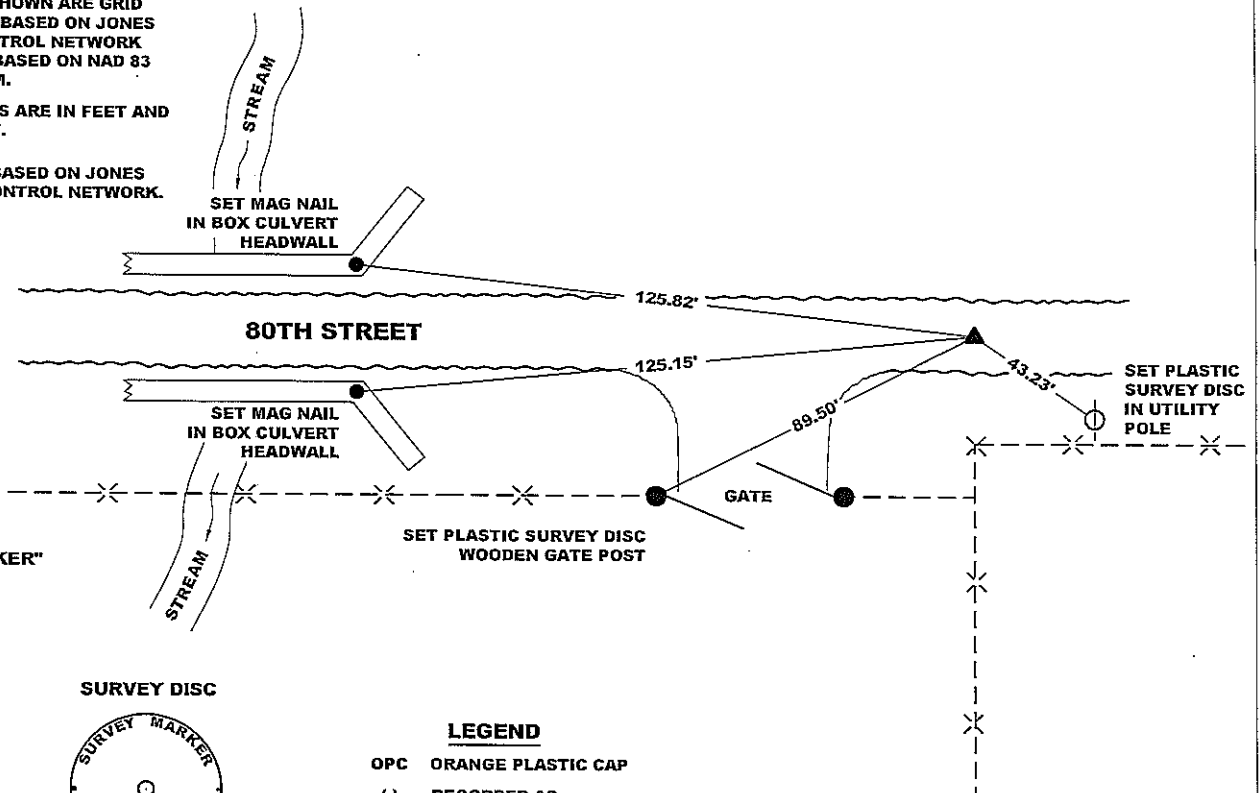 HOWN ARE GRID
BASED ON JONES
TROL NETWORK
BASED ON NAD 83
S ARE IN FEET AND
BASED ON JONES
ONTROL NETWORK.
STREAM
SET MAG NAIL
IN BOX CULVERT
HEADWALL
125.82'
80TH STREET
125.15'
43.23'
SET PLASTIC
SURVEY DISC
IN UTILITY
POLE
89.50'
SET MAG NAIL
IN BOX CULVERT
HEADWALL
GATE
SET PLASTIC SURVEY DISC
WOODEN GATE POST
KER"
STREAM
SURVEY DISC
SURVEY MARKER
LEGEND
OPC ORANGE PLASTIC CAP